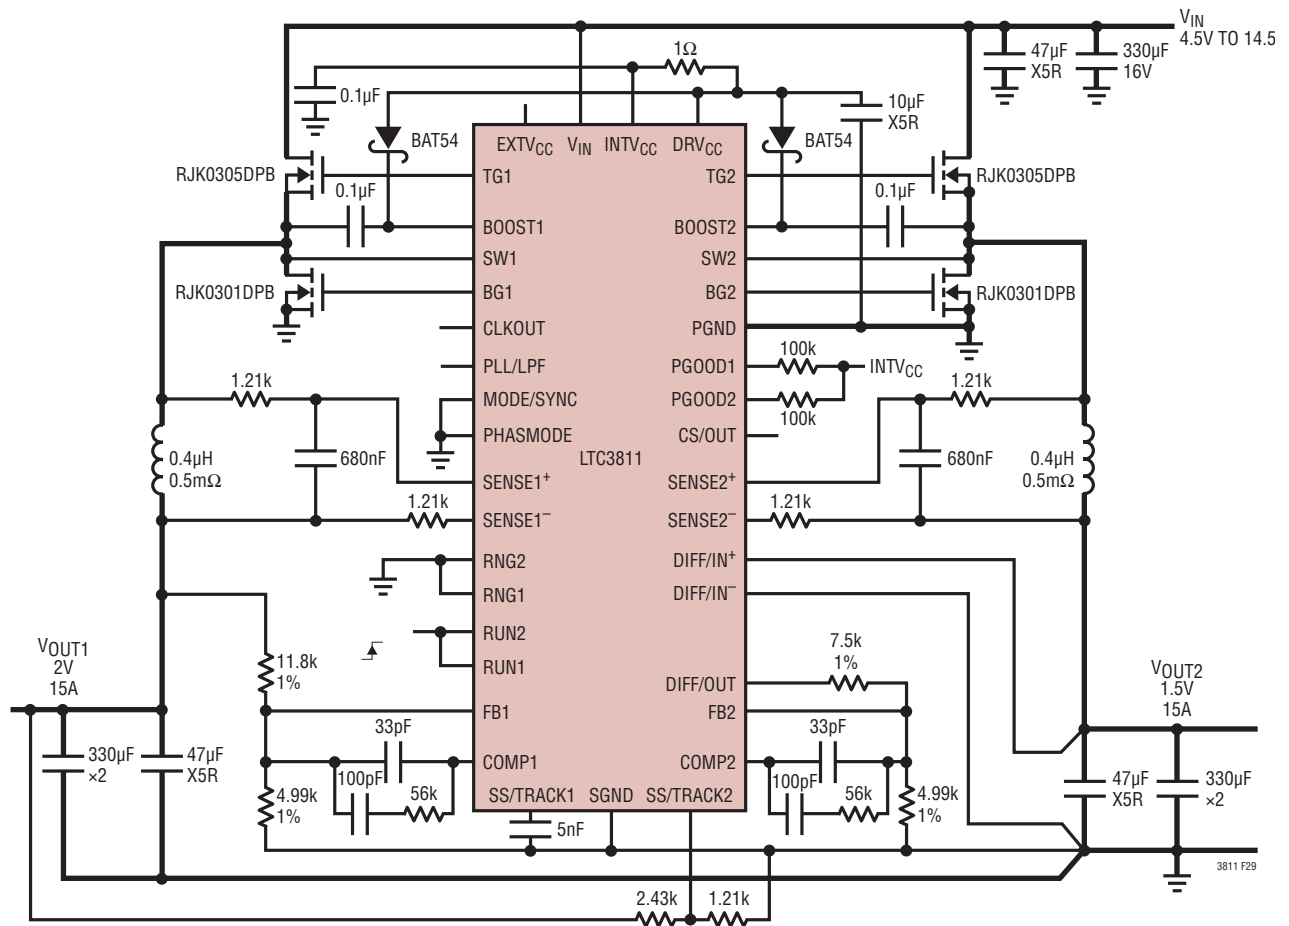 VIN
4.5V TO 14.5
1Ω
47µF
X5R
330µF
16V
0.1µF
10µF
X5R
BAT54
EXTVCC
VIN
INTVCC
DRVCC
BAT54
RJK0305DPB
TG1
TG2
RJK0305DPB
0.1µF
0.1µF
BOOST1
BOOST2
SW1
SW2
RJK0301DPB
BG1
BG2
RJK0301DPB
CLKOUT
PGND
100k
PLL/LPF
PGOOD1
INTVCC
1.21k
1.21k
MODE/SYNC
PGOOD2
100k
PHASMODE
CS/OUT
0.4µH
0.5mΩ
680nF
LTC3811
680nF
0.4µH
0.5mΩ
SENSE1+
SENSE2+
1.21k
1.21k
SENSE1–
SENSE2–
RNG2
DIFF/IN+
RNG1
DIFF/IN–
RUN2
7.5k
1%
VOUT1
2V
15A
11.8k
1%
RUN1
DIFF/OUT
VOUT2
1.5V
15A
FB1
FB2
33pF
33pF
330µF
×2
47µF
X5R
COMP1
COMP2
100pF
56k
100pF
56k
47µF
X5R
330µF
×2
4.99k
1%
SS/TRACK1
SGND
SS/TRACK2
4.99k
1%
5nF
3811 F29
2.43k
1.21k